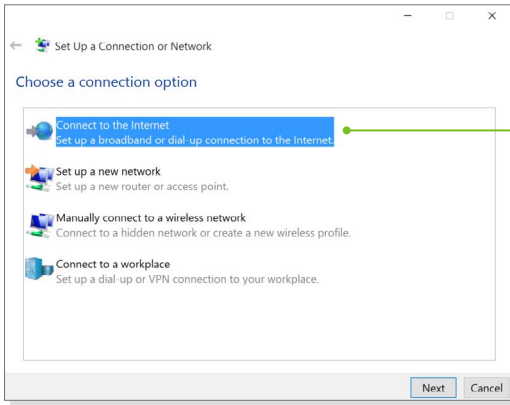 Set Up a Connection or Network
Choose a connection option
Connect to the Internet
Set up a broadband or dial-up connection to the Internet.
Set up a new network
Set up a new router or access point.
Manually connect to a wireless network
Connect to a hidden network or create a new wireless profile.
Connect to a workplace
Set up a dial-up or VPN connection to your workplace.
Next Cancel